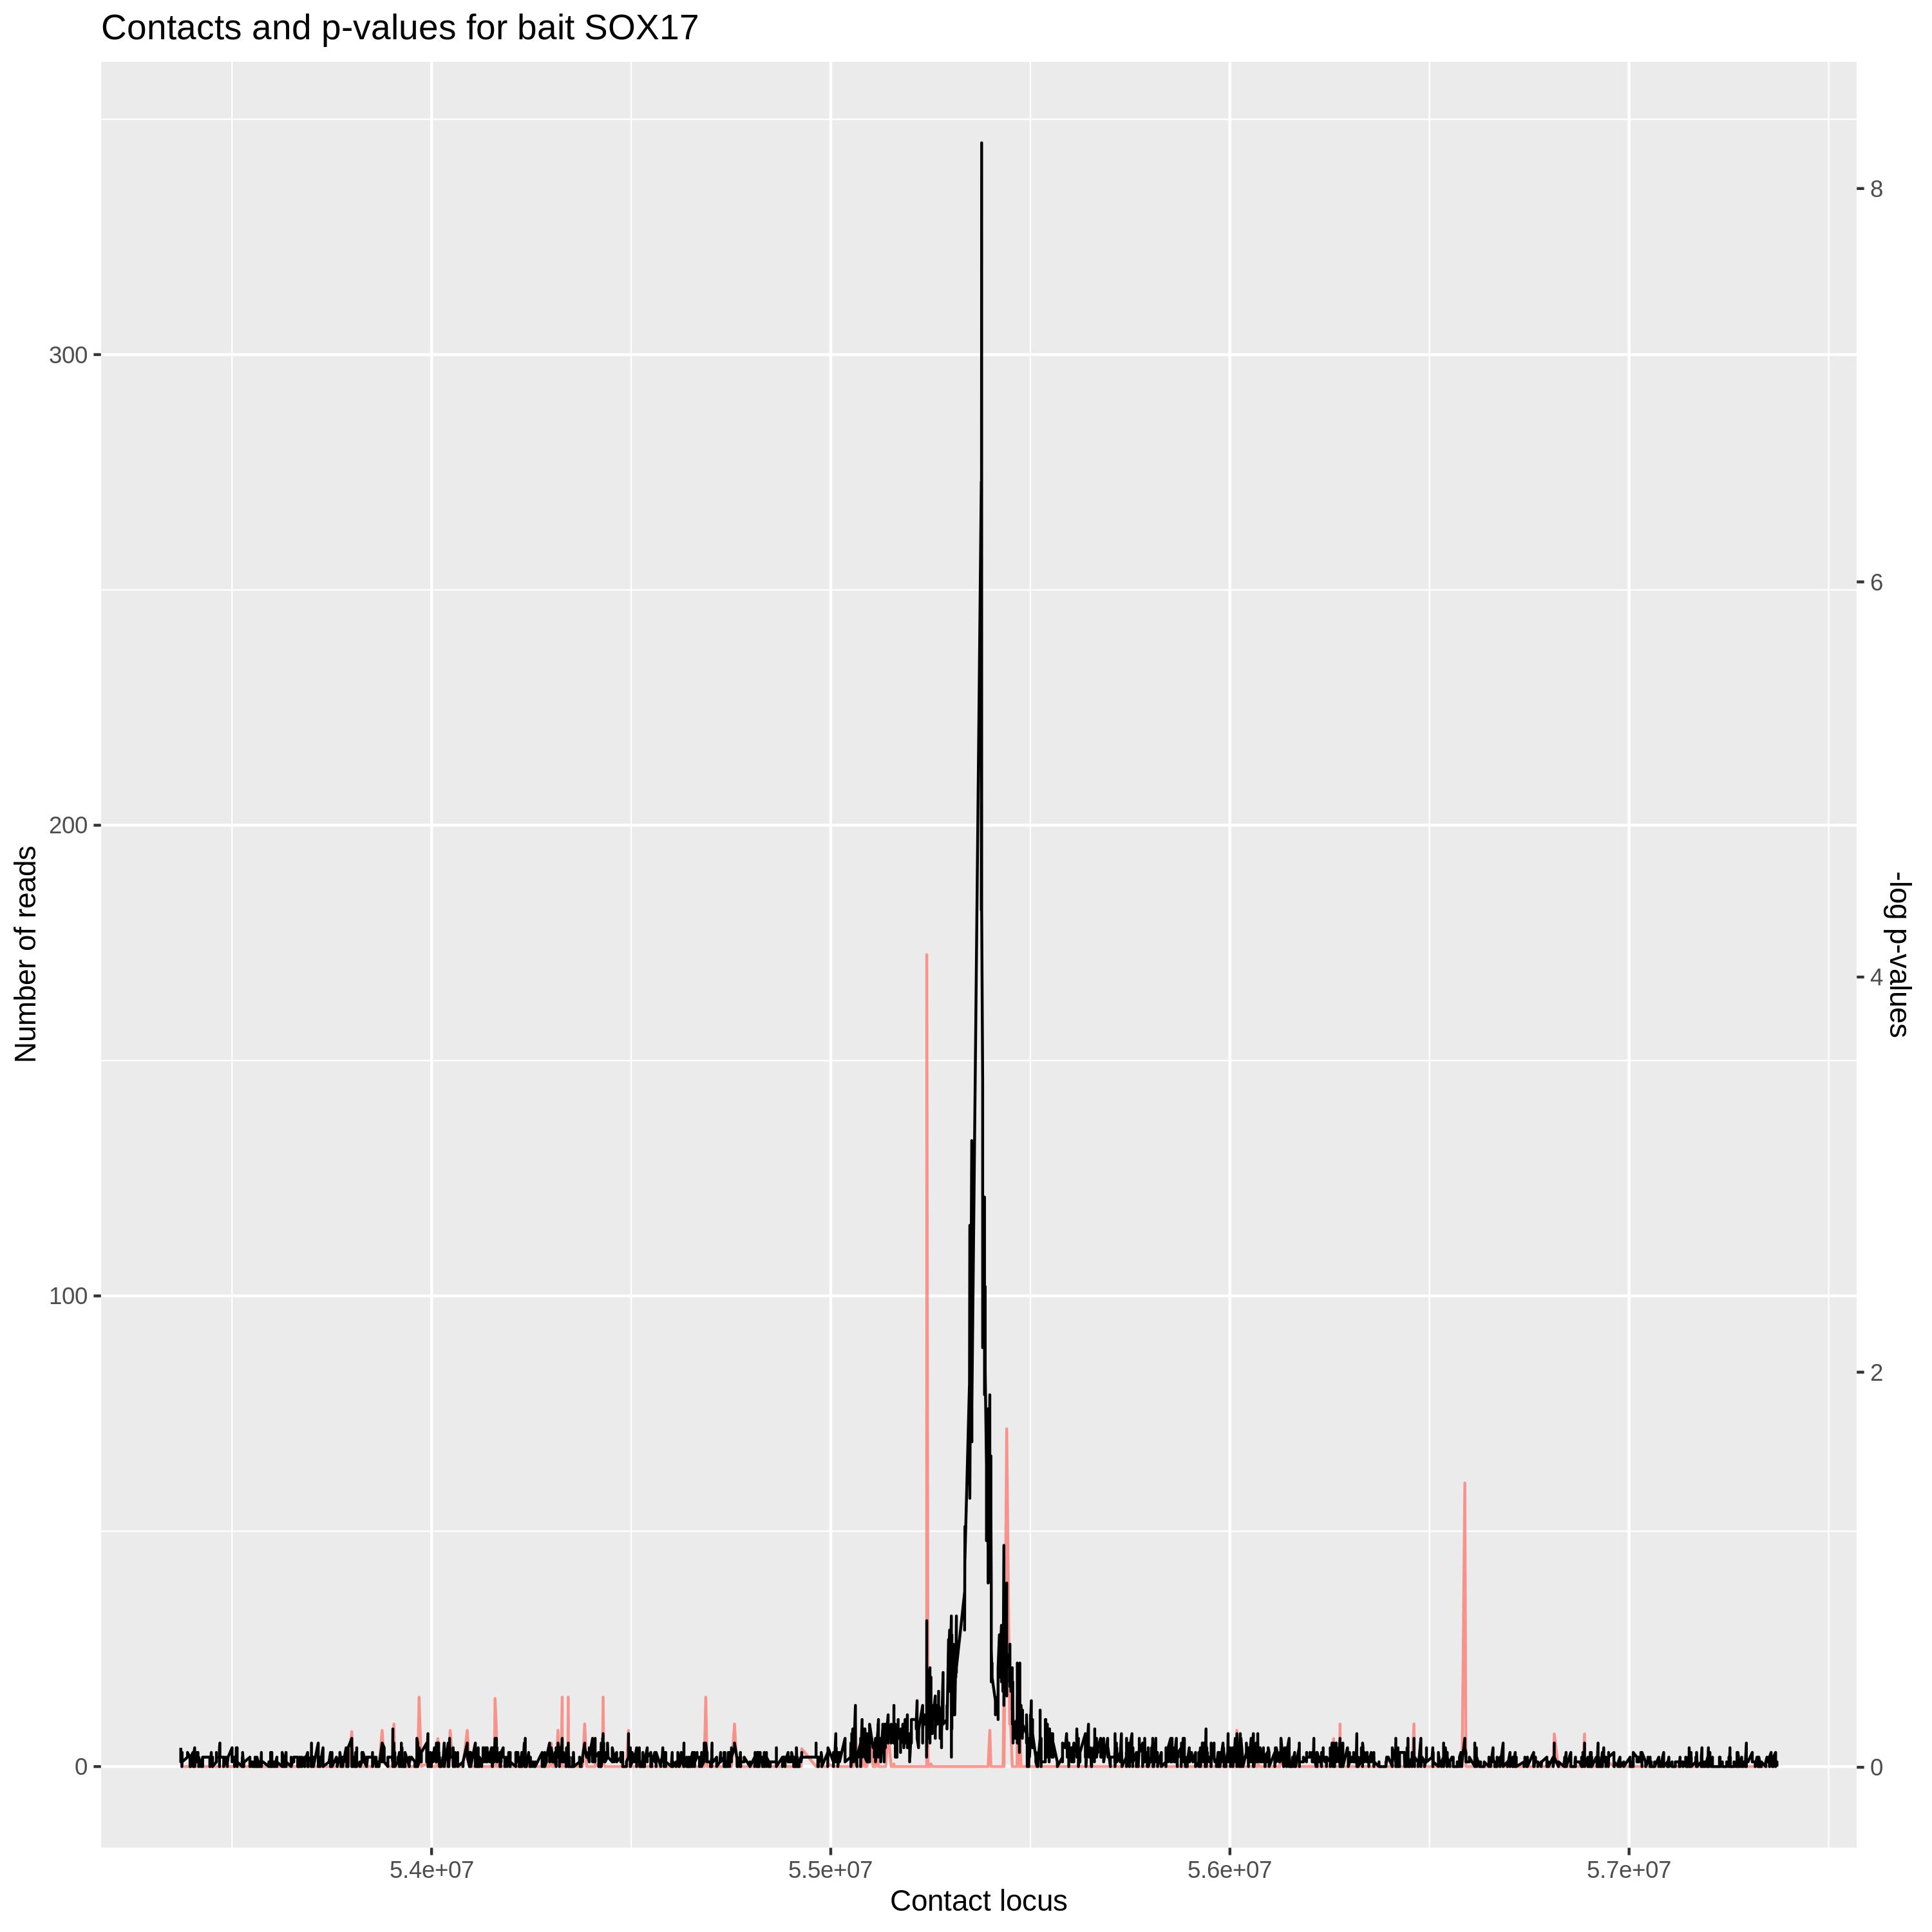 Contacts and p-values for bait SOX17
Number of reads
300
200
100
0
8
6
4
2
0
-log p-values
5.4e+07
5.5e+07
5.6e+07
5.7e+07
Contact locus